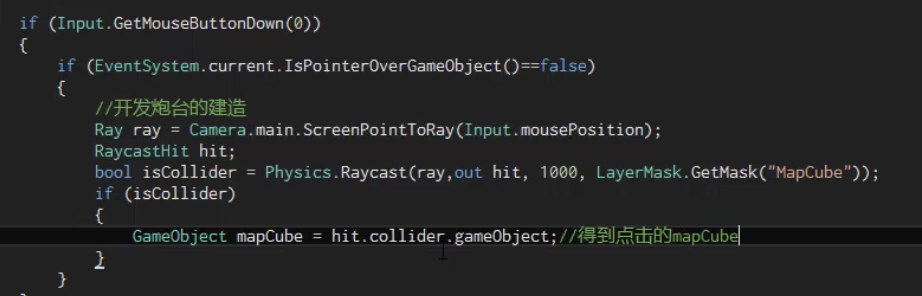 if (Input.GetMouseButtonDown(0))
{
if (EventSystem.current.IsPointerOverGameObject()==false)
{
//开发炮台的建造
Ray ray = Camera.main.ScreenPointToRay(Input.mousePosition);
RaycastHit hit;
bool isCollider = Physics.Raycast(ray,out hit, 1000, LayerMask.GetMask("MapCube"));
if (isCollider)
{
GameObject mapCube = hit.collider.gameObject;//得到点击的mapCube
}
}